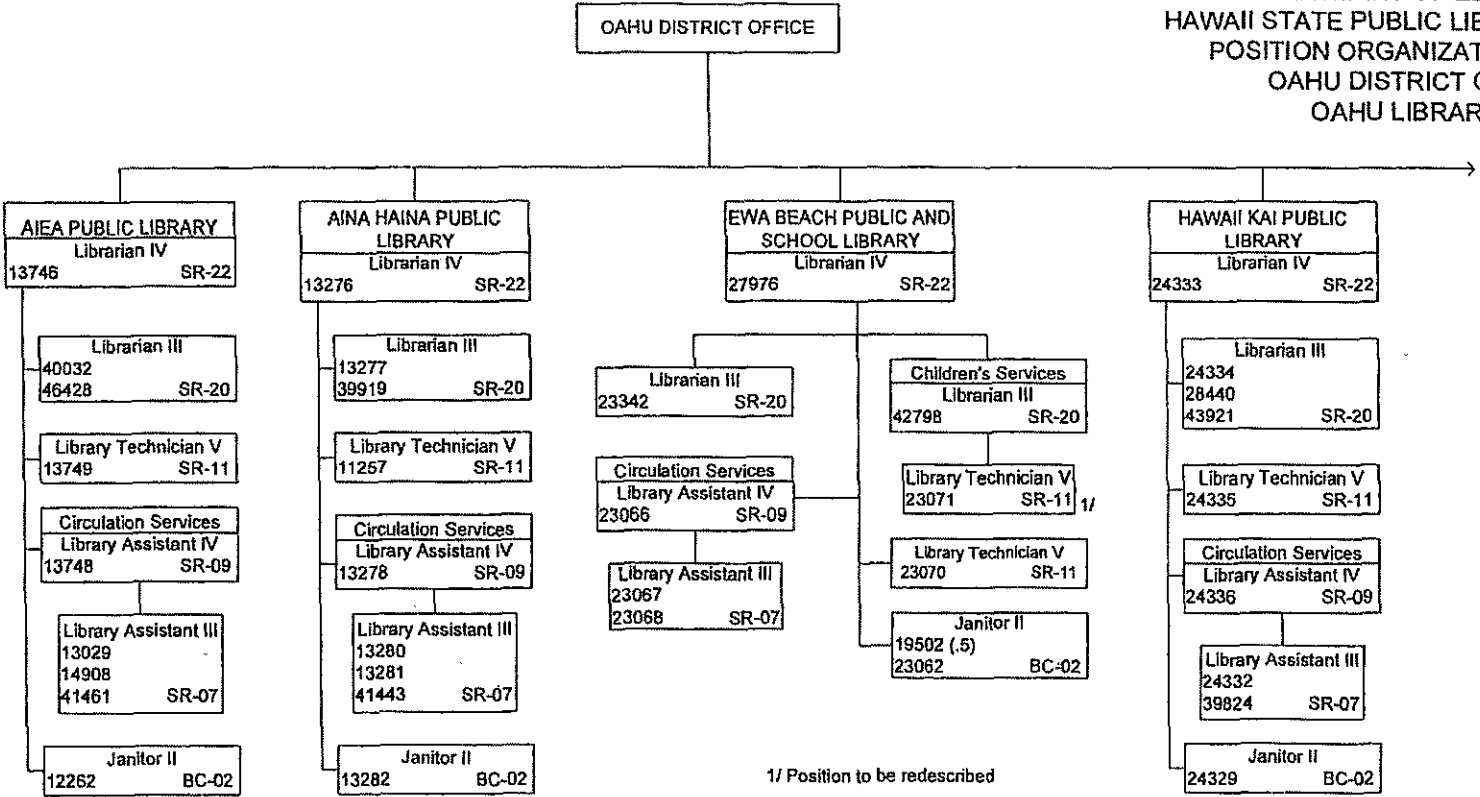 OAHU DISTRICT OFFICE
HAWAII STATE PUBLIC
POSITION
OAHU DISTRICT
OAHU
AIEA PUBLIC LIBRARY
Librarian IV
13746 SR-22
Librarian III
40032
46428 SR-20
Library Technician V
13749 SR-11
Circulation Services
Library Assistant IV
13748 SR-09
Library Assistant III
13029
14908
41461 SR-07
Janitor II
12262 BC-02
AINA HAINA PUBLIC
LIBRARY
Librarian IV
13276 SR-22
Librarian III
13277
39919 SR-20
Library Technician V
11257 SR-11
Circulation Services
Library Assistant IV
13278 SR-09
Library Assistant III
13280
13281
41443 SR-07
Janitor II
13282 BC-02
EWA BEACH PUBLIC AND
SCHOOL LIBRARY
Librarian IV
27976 SR-22
Librarian III
23342 SR-20
Children's Services
Librarian III
42798 SR-20
Library Technician V
23071 SR-11 1/
Circulation Services
Library Assistant IV
23066 SR-09
Library Assistant III
23067
23068 SR-07
Library Technician V
23070 SR-11
Janitor II
19502 (.5)
23062 BC-02
1/ Position to be redescribed
HAWAII KAI PUBLIC
LIBRARY
Librarian IV
24333 SR-22
Librarian III
24334
28440
43921 SR-20
Library Technician V
24335 SR-11
Circulation Services
Library Assistant IV
24336 SR-09
Library Assistant III
24332
39824 SR-07
Janitor II
24329 BC-02